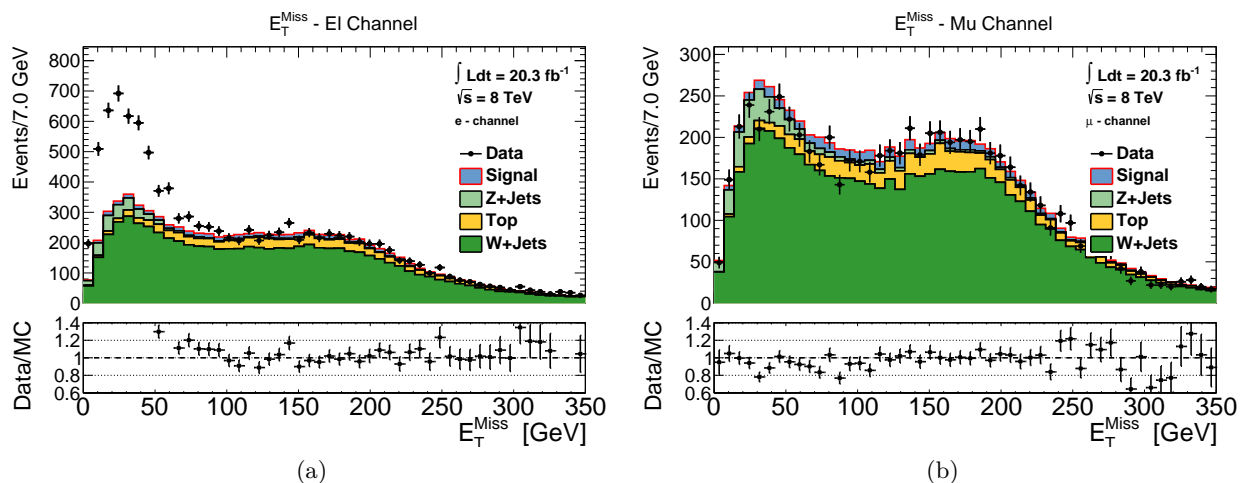 E_T^Miss - El Channel
Events/7.0 GeV
800
700
600
500
400
300
200
100
0
∫ Ldt = 20.3 fb⁻¹
√s = 8 TeV
e - channel
Data
Signal
Z+Jets
Top
W+Jets
Data/MC
1.4
1.2
1
0.8
0.6
0 50 100 150 200 250 300 350
E_T^Miss [GeV]
(a)
E_T^Miss - Mu Channel
Events/7.0 GeV
300
250
200
150
100
50
0
∫ Ldt = 20.3 fb⁻¹
√s = 8 TeV
μ - channel
Data
Signal
Z+Jets
Top
W+Jets
Data/MC
1.4
1.2
1
0.8
0.6
0 50 100 150 200 250 300 350
E_T^Miss [GeV]
(b)